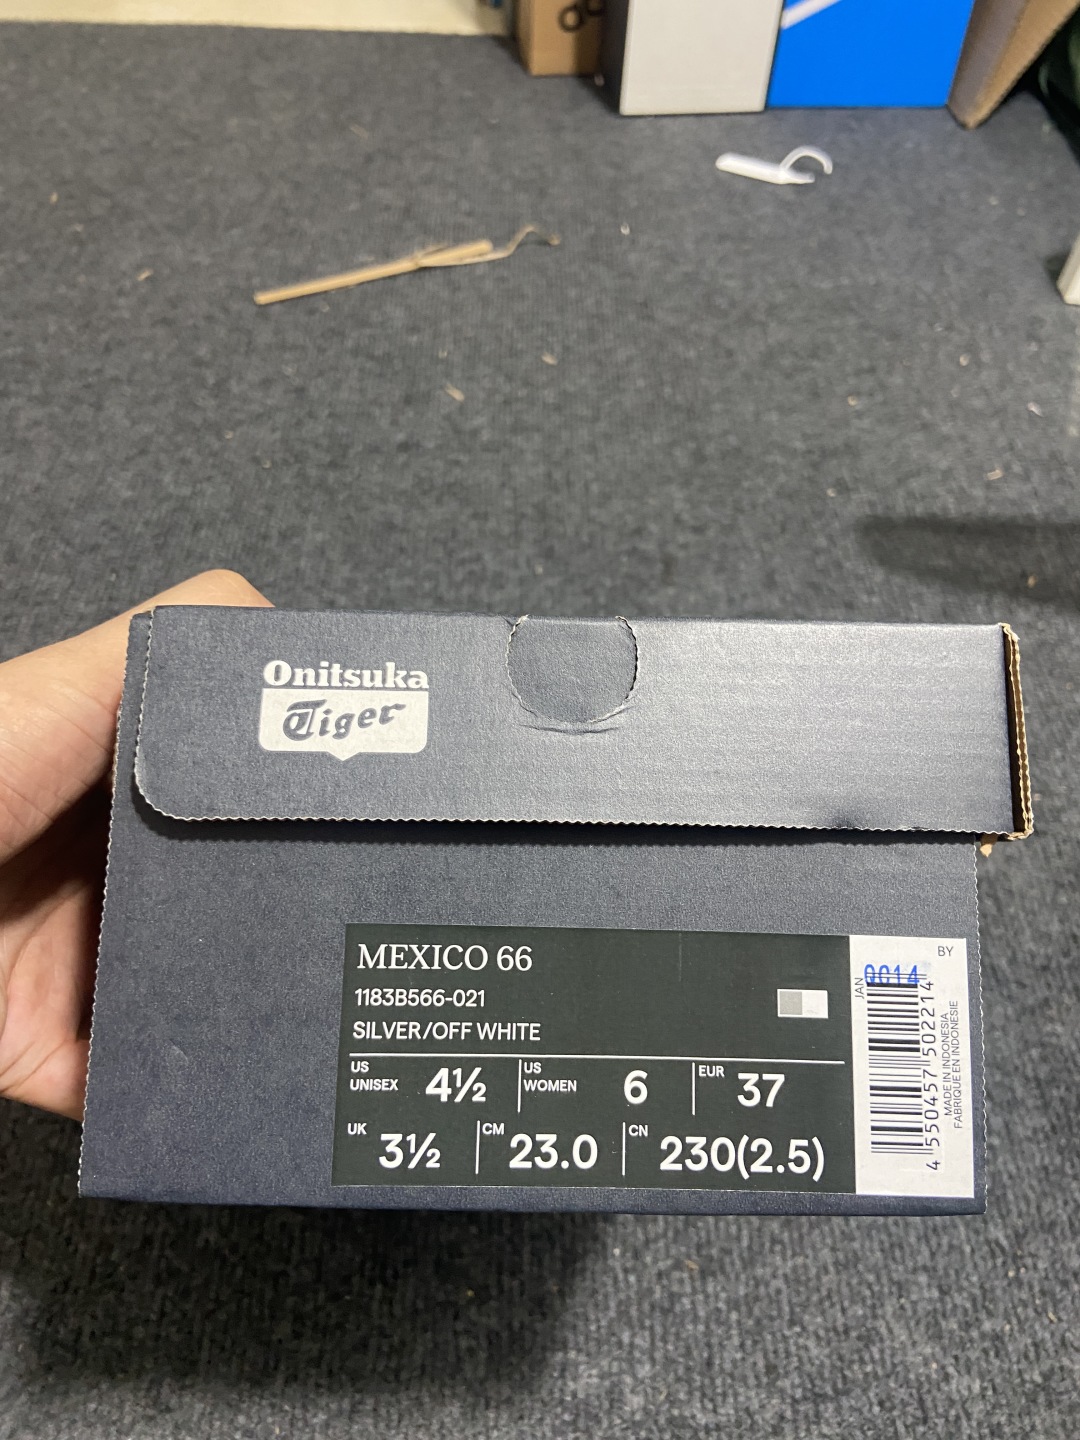 Onitsuka
Tiger
MEXICO 66
1183B566-021
SILVER/OFF WHITE
US UNISEX 4½
US WOMEN 6
EUR 37
UK 3½
CM 23.0
CN 230(2.5)
BY
JAN
QG14
4 550457 502214
MADE IN INDONESIA
FABRIQUE EN INDONESIE